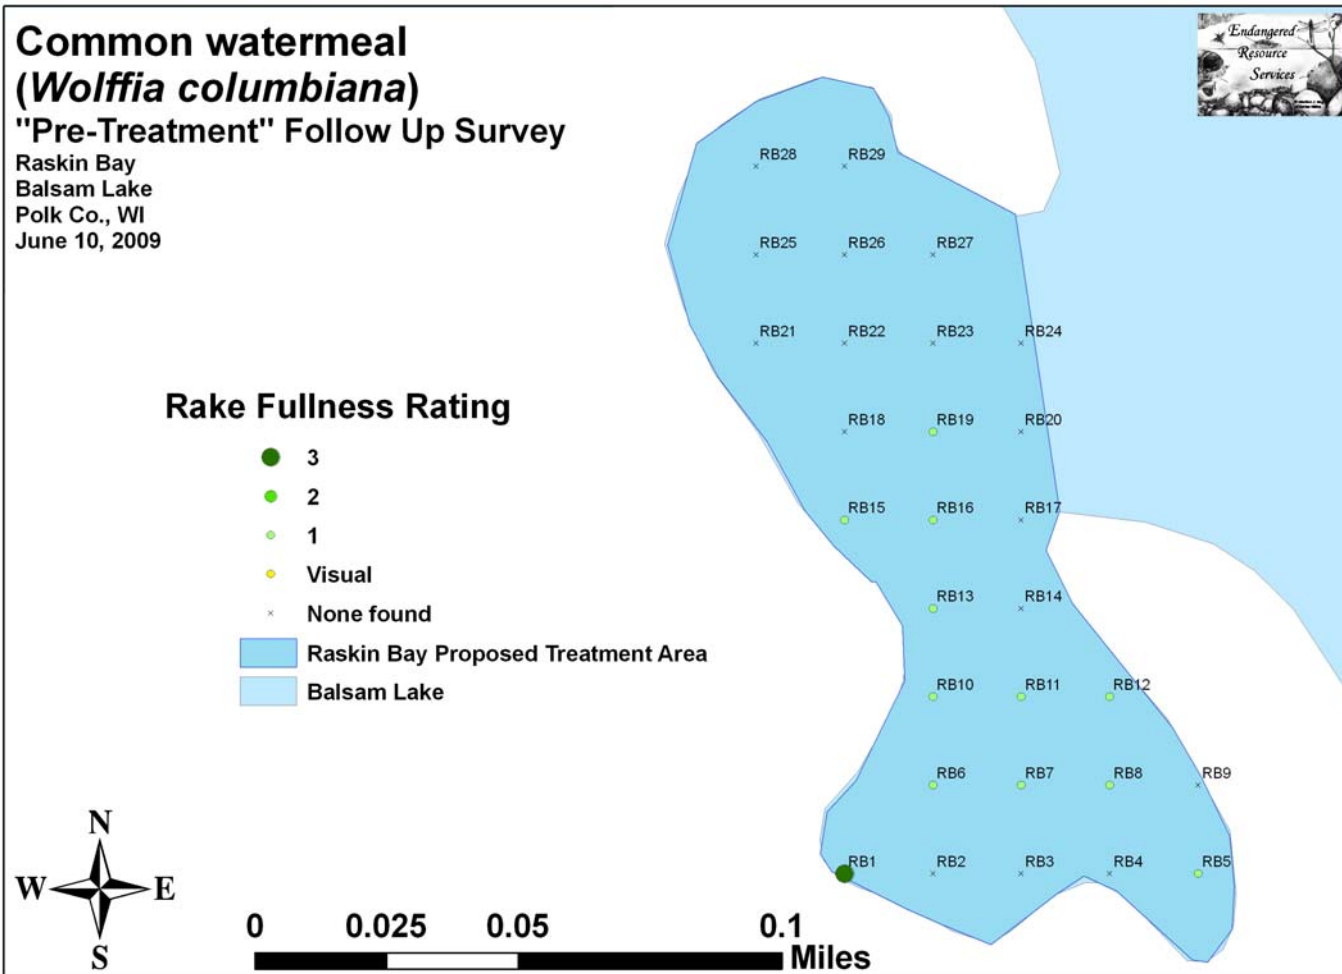 Common watermeal
(Wolffia columbiana)
"Pre-Treatment" Follow Up Survey
Raskin Bay
Balsam Lake
Polk Co., WI
June 10, 2009
Endangered
Resource
Services
RB28 RB29
RB25 RB26 RB27
RB21 RB22 RB23 RB24
RB18 RB19 RB20
RB15 RB16 RB17
RB13 RB14
RB10 RB11 RB12
RB6 RB7 RB8 RB9
RB1 RB2 RB3 RB4 RB5
Rake Fullness Rating
3
2
1
Visual
None found
Raskin Bay Proposed Treatment Area
Balsam Lake
N
W E
S
0 0.025 0.05 0.1
Miles